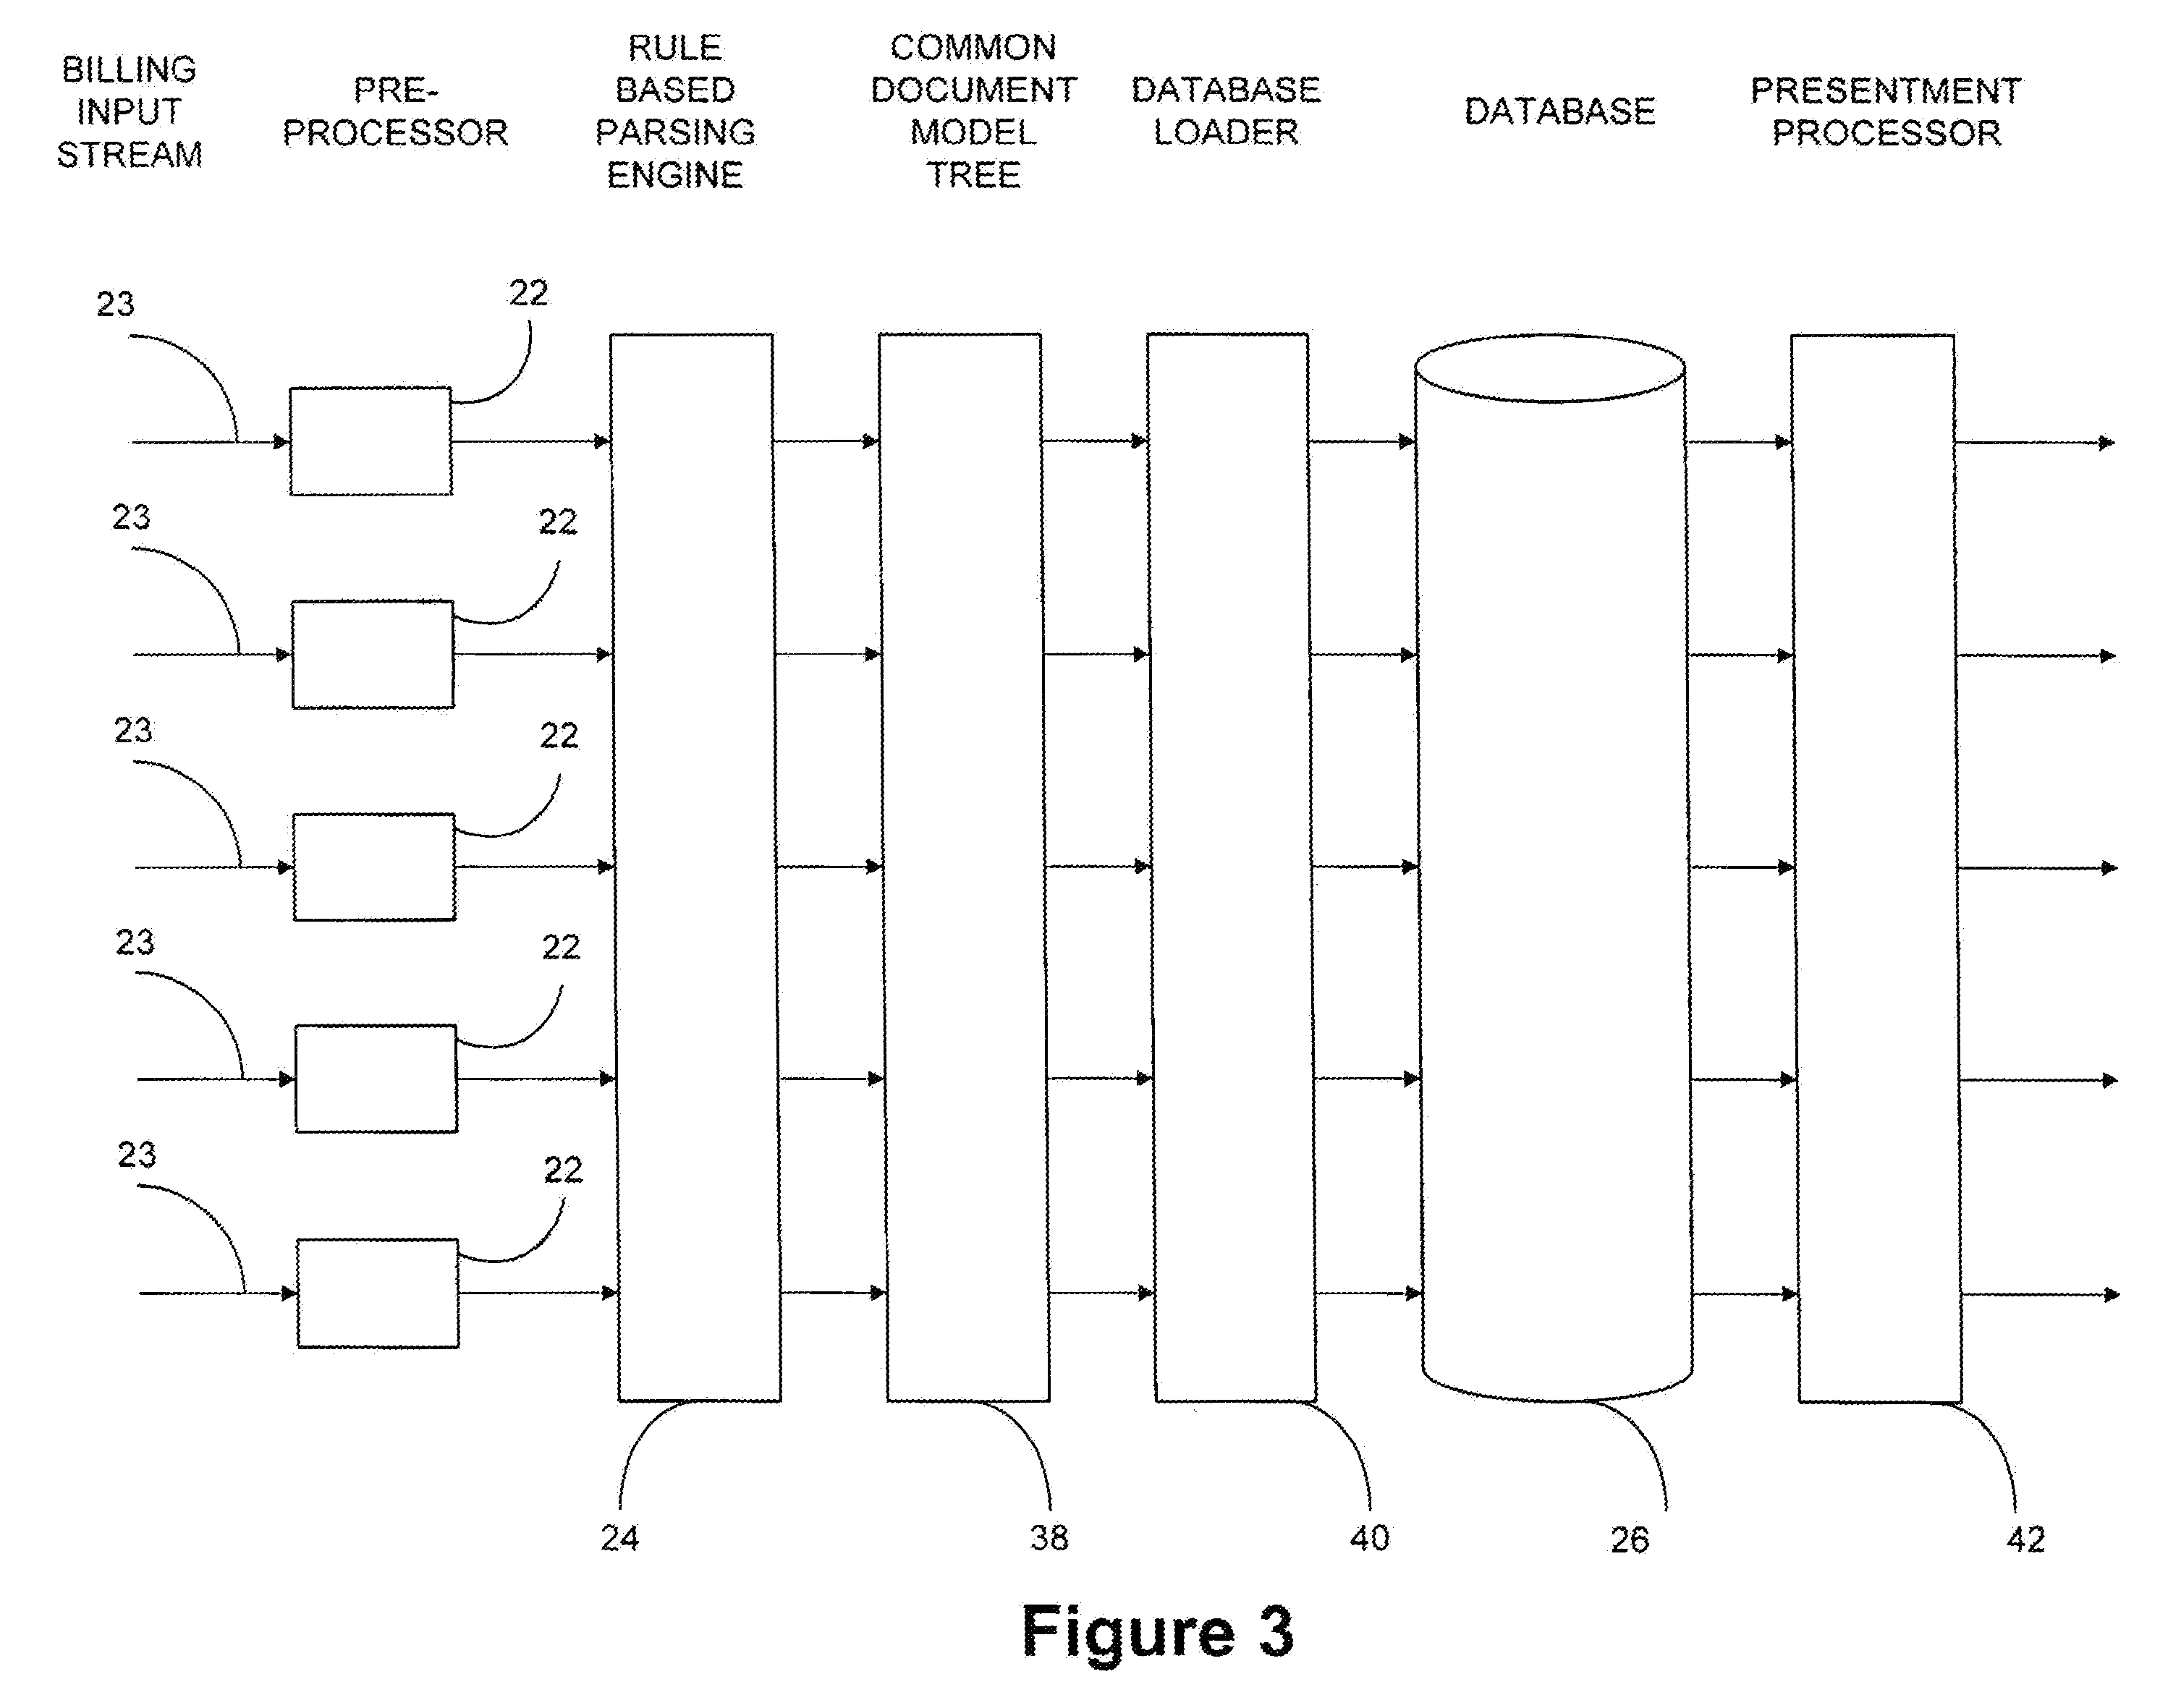 BILLING
INPUT
STREAM
PRE-
PROCESSOR
RULE
BASED
PARSING
ENGINE
COMMON
DOCUMENT
MODEL
TREE
DATABASE
LOADER
DATABASE
PRESENTMENT
PROCESSOR
23
22
23
22
23
22
23
22
23
22
24
38
40
26
42
Figure 3